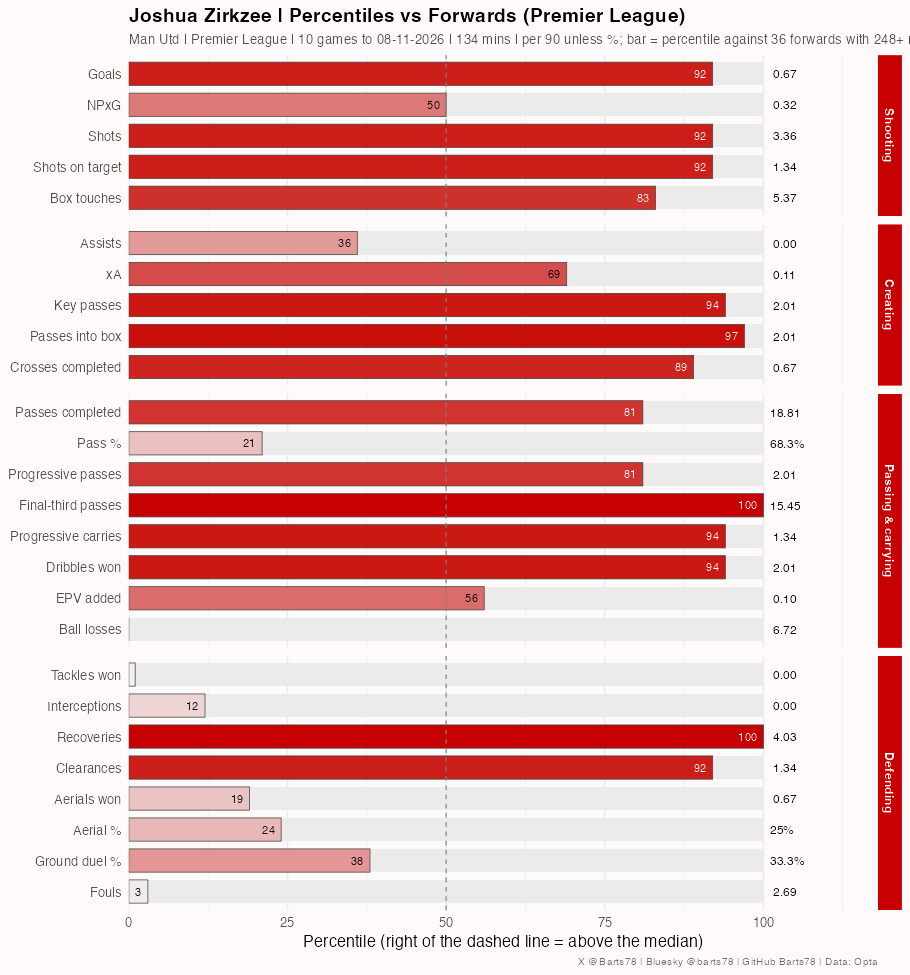 Joshua Zirkzee | Percentiles vs Forwards (Premier League)
Man Utd | Premier League | 10 games to 08-11-2026 | 134 mins | per 90 unless %; bar = percentile against 36 forwards with 248+
Goals 92 0.67
NPxG 50 0.32
Shots 92 3.36
Shots on target 92 1.34
Box touches 83 5.37
Shooting
Assists 36 0.00
xA 69 0.11
Key passes 94 2.01
Passes into box 97 2.01
Crosses completed 89 0.67
Creating
Passes completed 81 18.81
Pass % 21 68.3%
Progressive passes 81 2.01
Final-third passes 100 15.45
Progressive carries 94 1.34
Dribbles won 94 2.01
EPV added 56 0.10
Ball losses 6.72
Passing & carrying
Tackles won 0.00
Interceptions 12 0.00
Recoveries 100 4.03
Clearances 92 1.34
Aerials won 19 0.67
Aerial % 24 25%
Ground duel % 38 33.3%
Fouls 3 2.69
Defending
0 25 50 75 100
Percentile (right of the dashed line = above the median)
X @Barts78 | Bluesky @barts78 | GitHub Barts78 | Data: Opta